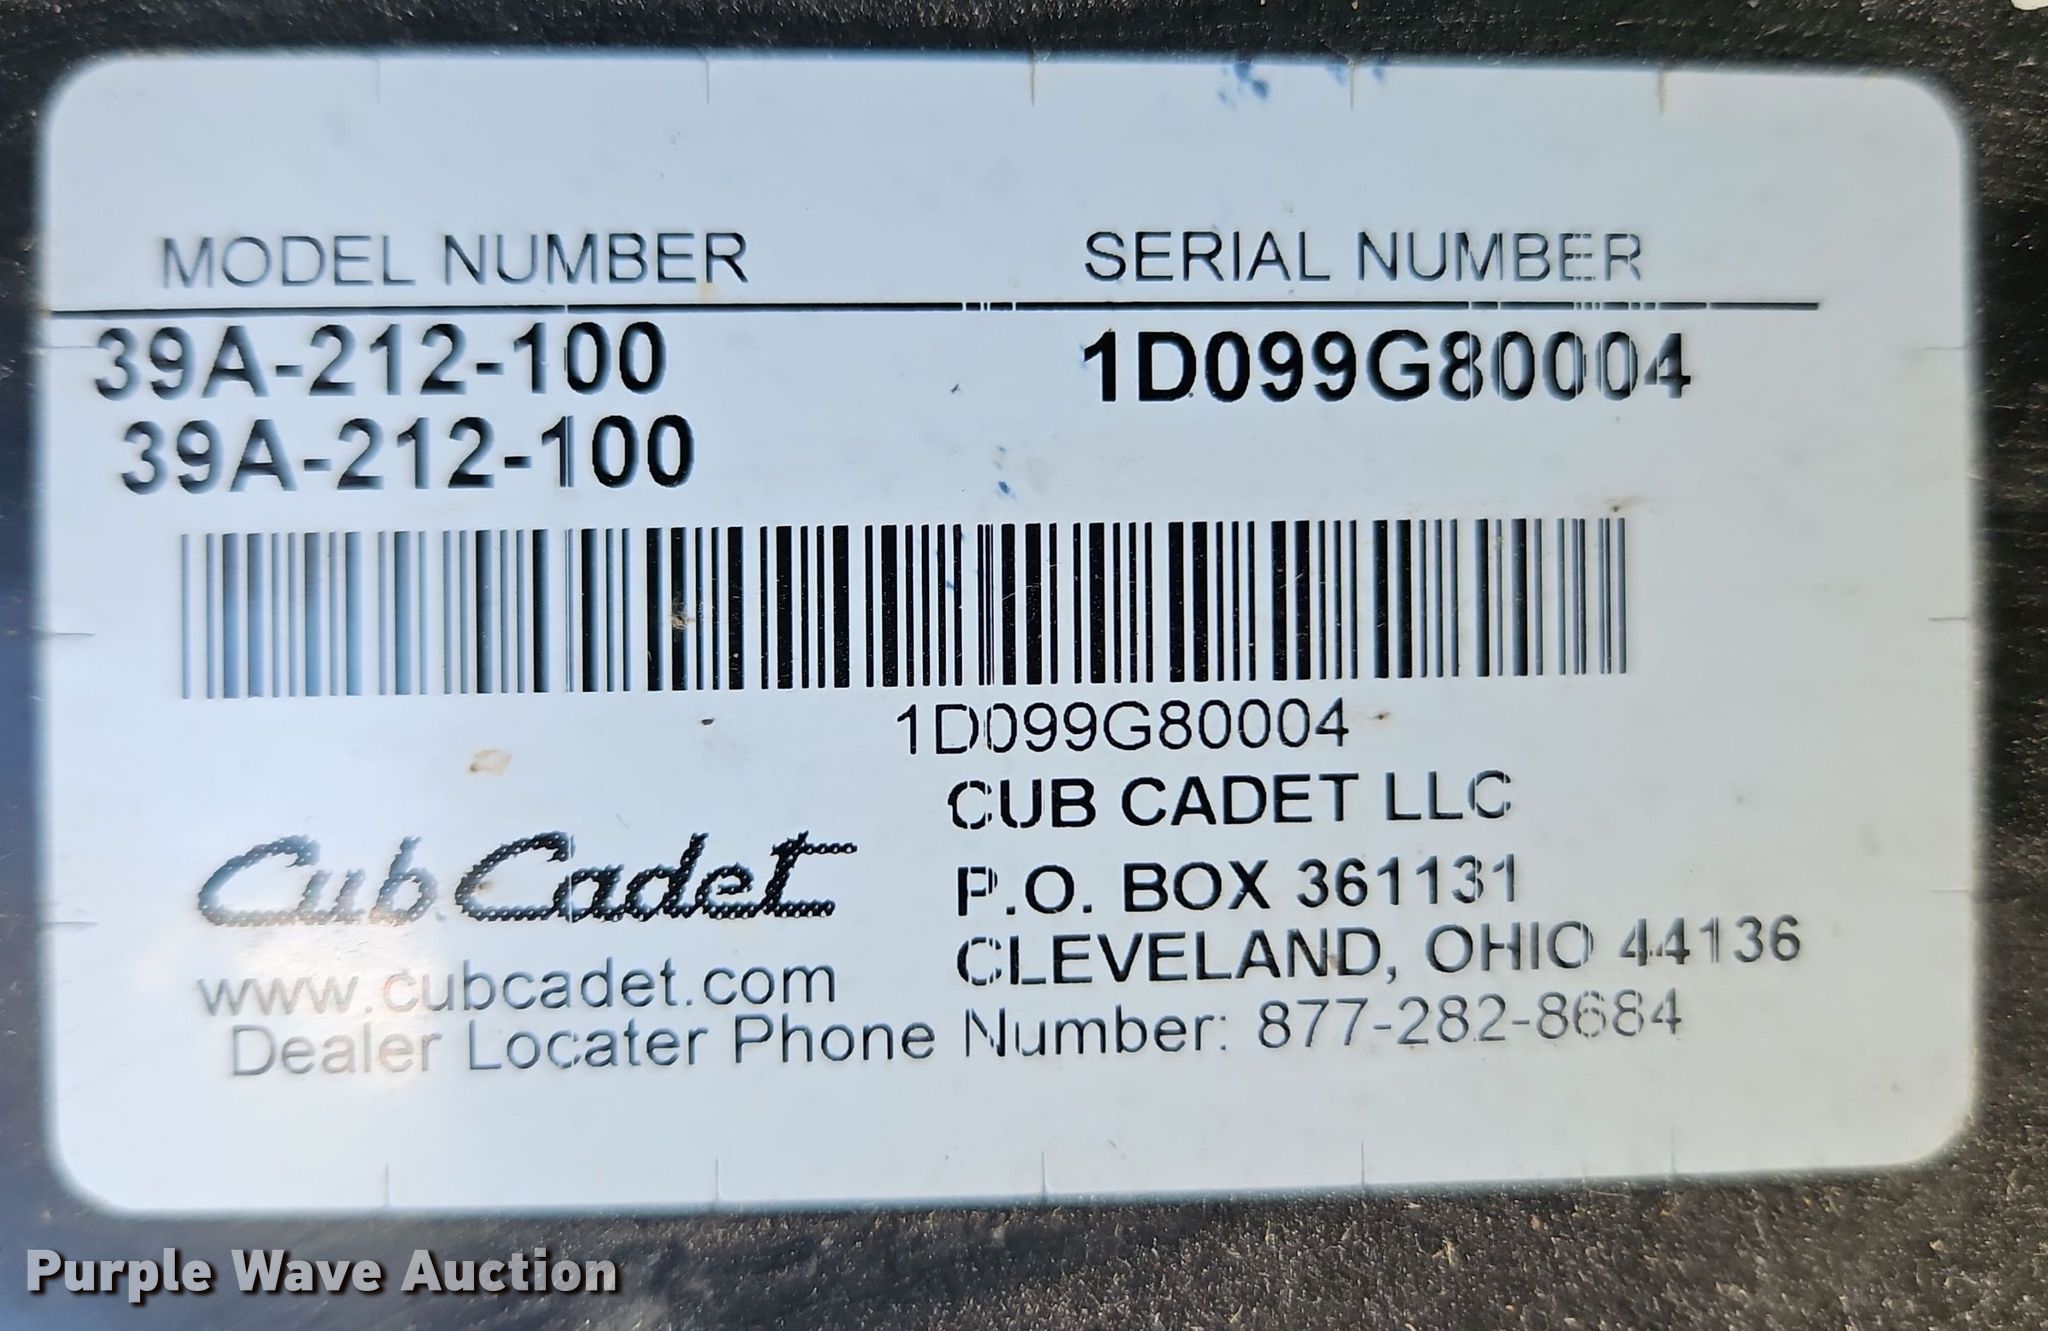 MODEL NUMBER SERIAL NUMBER
39A-212-100 1D099G80004
39A-212-100
1D099G80004
CUB CADET LLC
Cub Cadet P.O. BOX 361131
www.cubcadet.com CLEVELAND, OHIO 44136
Dealer Locater Phone Number: 877-282-8684
Purple Wave Auction